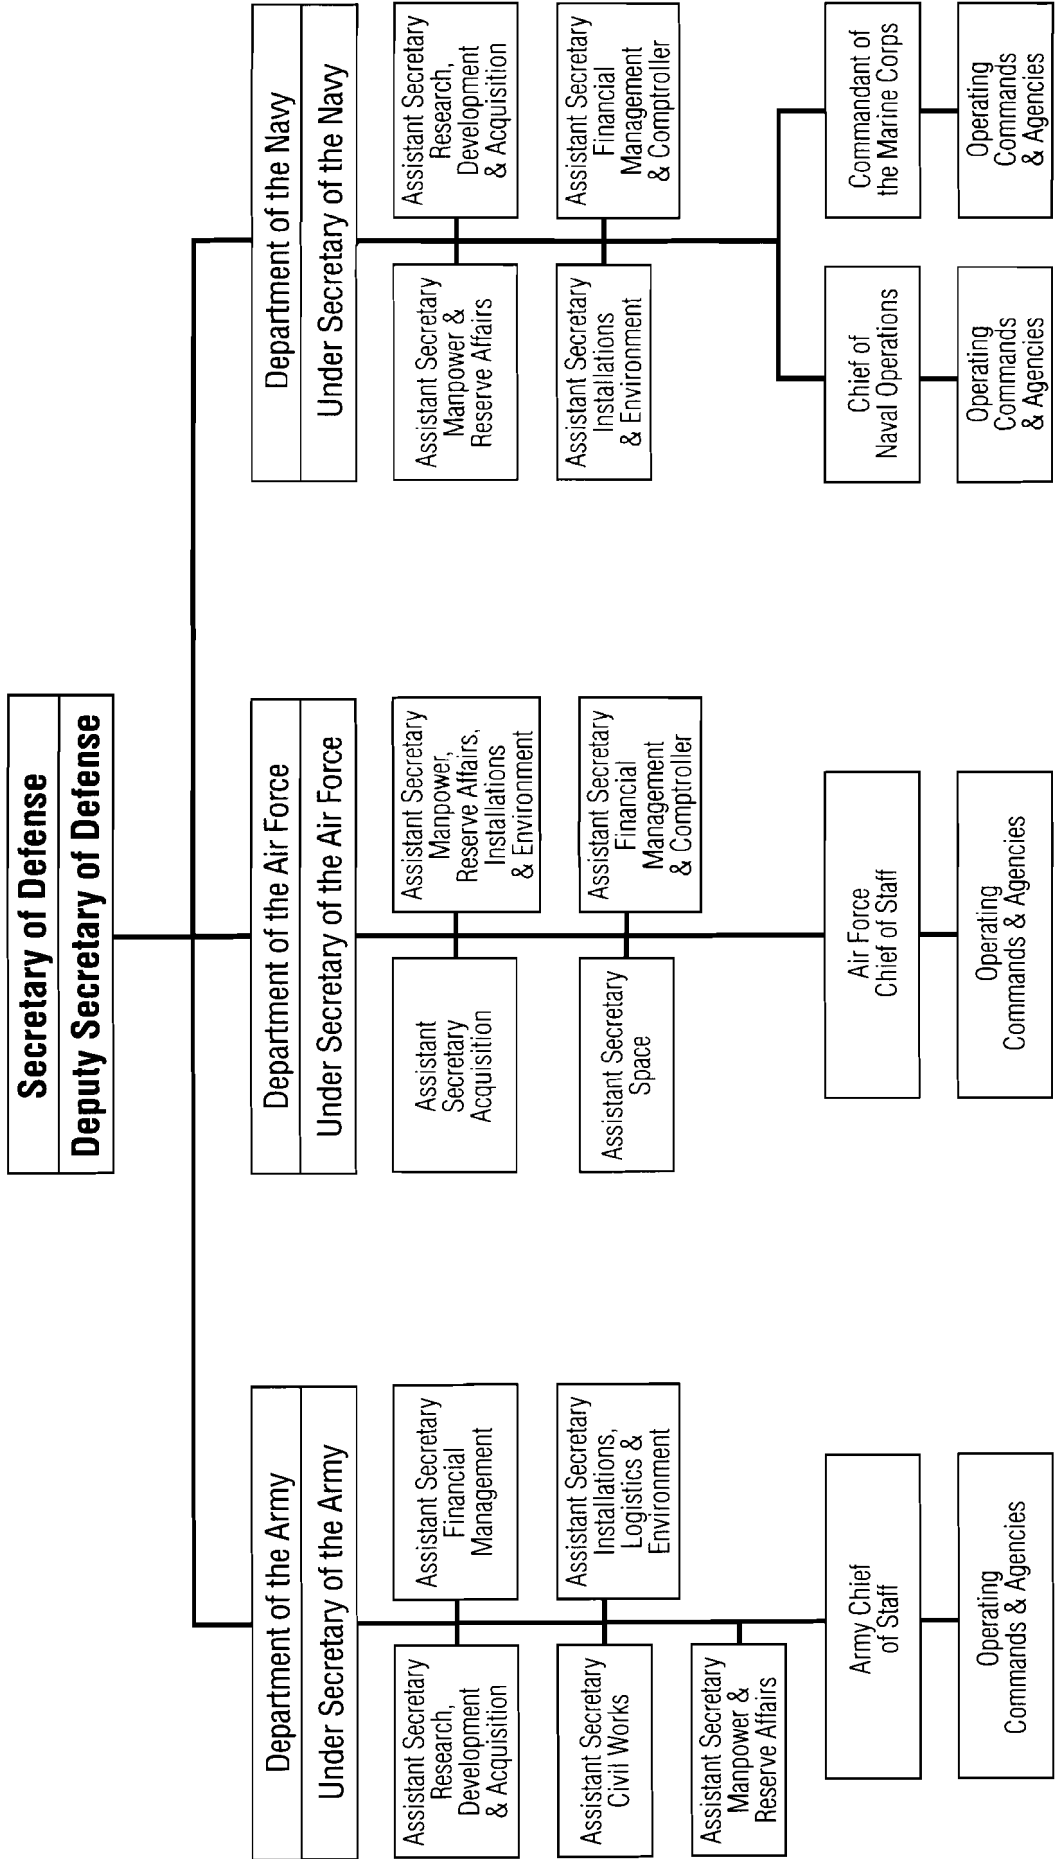 Secretary of Defense
Deputy Secretary of Defense
Department of the Army
Under Secretary of the Army
Assistant Secretary
Research,
Development
& Acquisition
Assistant Secretary
Financial
Management
Assistant Secretary
Civil Works
Assistant Secretary
Installations,
Logistics &
Environment
Assistant Secretary
Manpower &
Reserve Affairs
Army Chief
of Staff
Operating
Commands & Agencies
Department of the Air Force
Under Secretary of the Air Force
Assistant
Secretary
Acquisition
Assistant Secretary
Manpower,
Reserve Affairs,
Installations
& Environment
Assistant Secretary
Space
Assistant Secretary
Financial
Management
& Comptroller
Air Force
Chief of Staff
Operating
Commands & Agencies
Department of the Navy
Under Secretary of the Navy
Assistant Secretary
Manpower &
Reserve Affairs
Assistant Secretary
Research,
Development
& Acquisition
Assistant Secretary
Installations
& Environment
Assistant Secretary
Financial
Management
& Comptroller
Chief of
Naval Operations
Operating
Commands
& Agencies
Commandant of
the Marine Corps
Operating
Commands
& Agencies